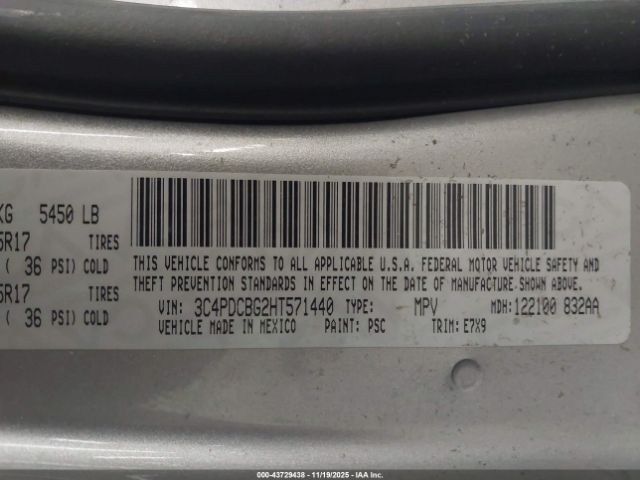 KG 5450 LB
5R17 TIRES
( 36 PSI) COLD
5R17 TIRES
( 36 PSI) COLD
THIS VEHICLE CONFORMS TO ALL APPLICABLE U.S.A. FEDERAL MOTOR VEHICLE SAFETY AND
THEFT PREVENTION STANDARDS IN EFFECT ON THE DATE OF MANUFACTURE SHOWN ABOVE.
VIN: 3C4PDCBG2HT571440 TYPE: MPV MDH:122100 832AA
VEHICLE MADE IN MEXICO PAINT: PSC TRIM: E7X9
000-43729438 - 11/19/2025 - IAA Inc.